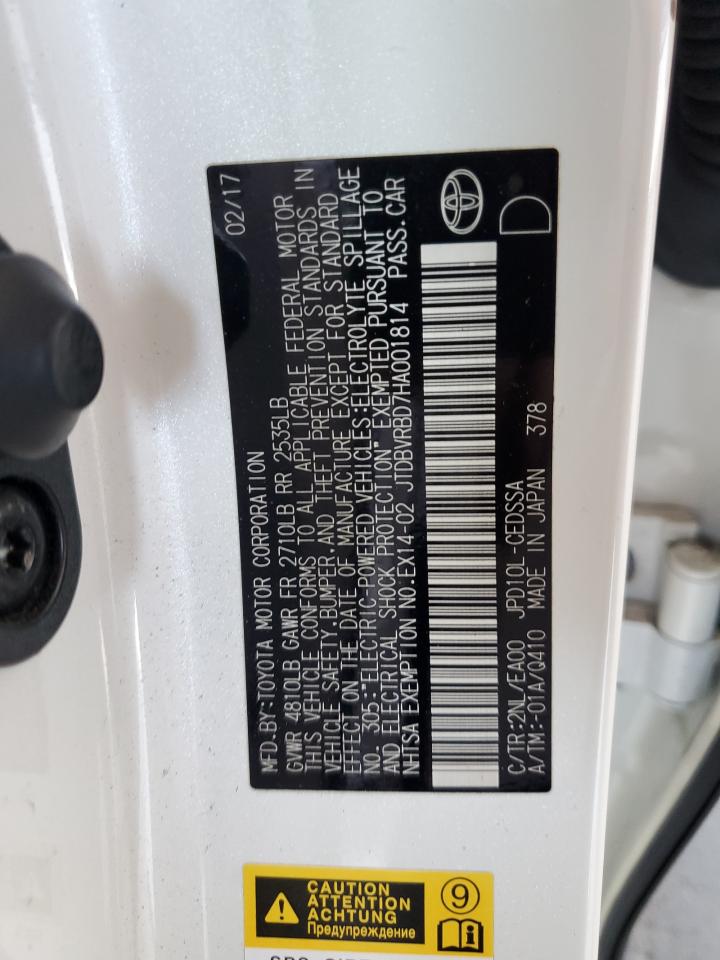 02/17
MFD.BY:TOYOTA MOTOR CORPORATION
GVWR 4810LB GAWR FR 2710LB RR 2535LB
THIS VEHICLE CONFORMS TO ALL APPLICABLE FEDERAL MOTOR
VEHICLE SAFETY,BUMPER,AND THEFT PREVENTION STANDARDS IN
EFFECT ON THE DATE OF MANUFACTURE EXCEPT FOR STANDARD
NO. 305:"ELECTRIC-POWERED VEHICLES:ELECTROLYTE SPILLAGE
AND ELECTRICAL SHOCK PROTECTION" EXEMPTED PURSUANT TO
NHTSA EXEMPTION NO.EX14-02 JTDBVRBD7HA001814 PASS.CAR
C/TR:2NL/EA00 JPD10L-CEDSSA
A/TM:-01A/Q410 MADE IN JAPAN 378
D
CAUTION
ATTENTION
ACHTUNG
Предупреждение
9
i